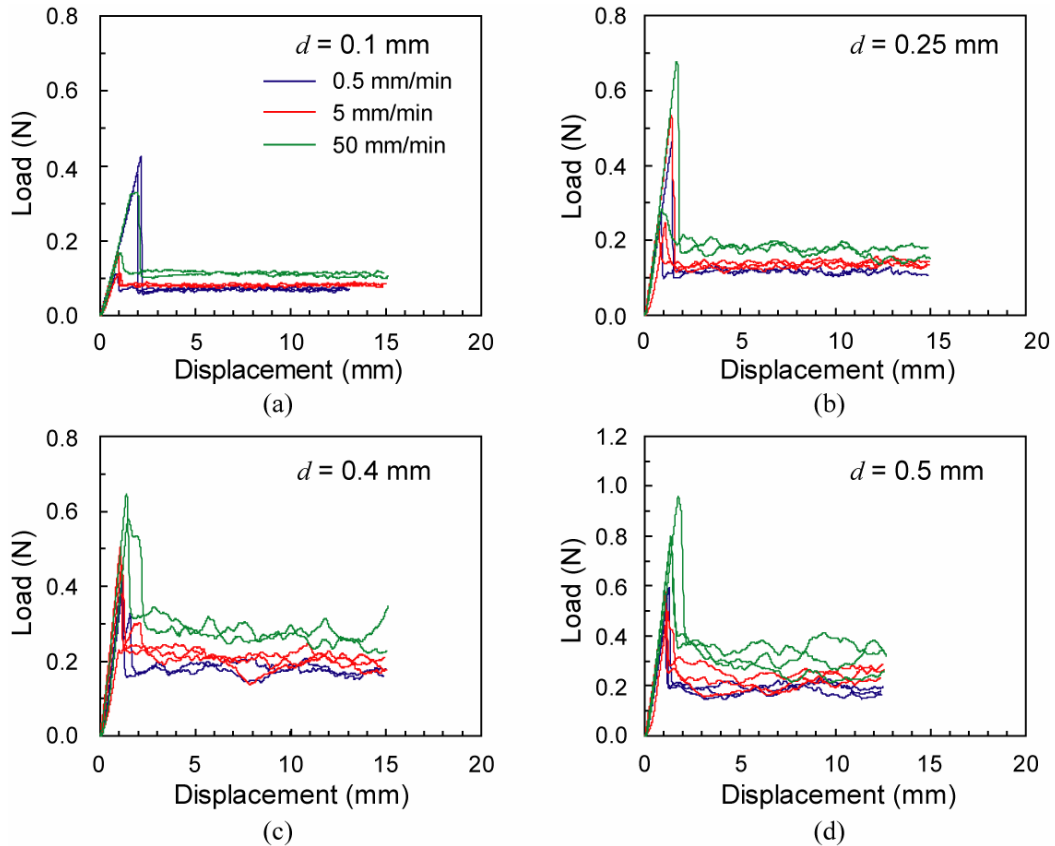 0.8
d = 0.1 mm
0.5 mm/min
5 mm/min
50 mm/min
0.6
0.4
0.2
0.0
Load (N)
0 5 10 15 20
Displacement (mm)
(a)
0.8
d = 0.25 mm
0.6
0.4
0.2
0.0
Load (N)
0 5 10 15 20
Displacement (mm)
(b)
0.8
d = 0.4 mm
0.6
0.4
0.2
0.0
Load (N)
0 5 10 15 20
Displacement (mm)
(c)
1.2
d = 0.5 mm
1.0
0.8
0.6
0.4
0.2
0.0
Load (N)
0 5 10 15 20
Displacement (mm)
(d)